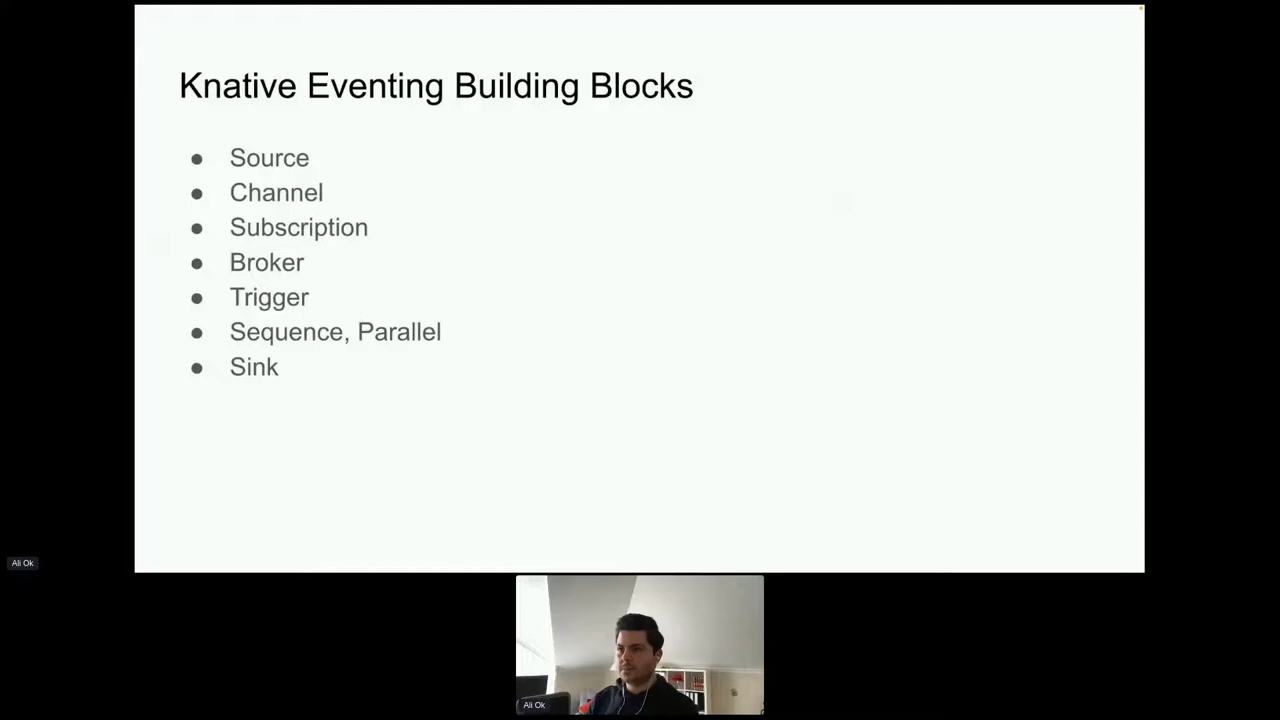 Knative Eventing Building Blocks
● Source
● Channel
● Subscription
● Broker
● Trigger
● Sequence, Parallel
● Sink
Ali Ok
Ali Ok